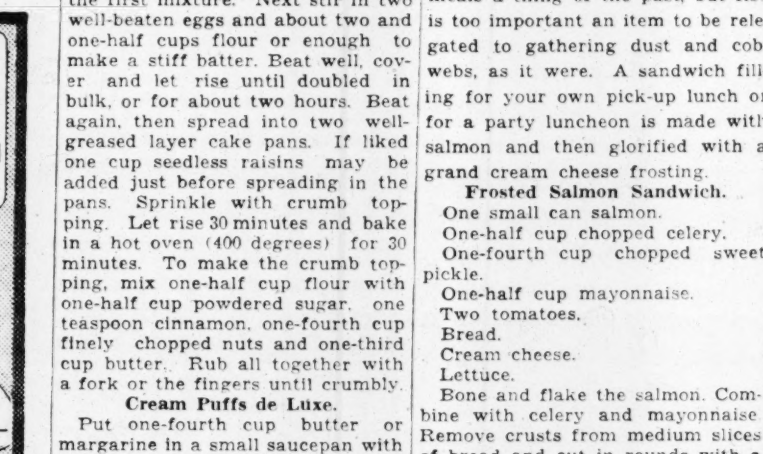 the first mixture. Next stir in two
well-beaten eggs and about two and
one-half cups flour or enough to
make a stiff batter. Beat well, cov-
er and let rise until doubled in
bulk, or for about two hours. Beat
again, then spread into two well-
greased layer cake pans. If liked
one cup seedless raisins may be
added just before spreading in the
pans. Sprinkle with crumb top-
ping. Let rise 30 minutes and bake
in a hot oven (400 degrees) for 30
minutes. To make the crumb top-
ping, mix one-half cup flour with
one-half cup powdered sugar, one
teaspoon cinnamon, one-fourth cup
finely chopped nuts and one-third
cup butter. Rub all together with
a fork or the fingers until crumbly.
Cream Puffs de Luxe.
Put one-fourth cup butter or
margarine in a small saucepan with
a thing of the past, but
is too important an item to be rele
gated to gathering dust and cob
webs, as it were. A sandwich fill
ing for your own pick-up lunch or
for a party luncheon is made with
salmon and then glorified with a
grand cream cheese frosting.
Frosted Salmon Sandwich.
One small can salmon.
One-half cup chopped celery.
One-fourth cup chopped sweet
pickle.
One-half cup mayonnaise.
Two tomatoes.
Bread.
Cream cheese.
Lettuce.
Bone and flake the salmon. Com-
bine with celery and mayonnaise
Remove crusts from medium slices
of bread and cut in rounds with a